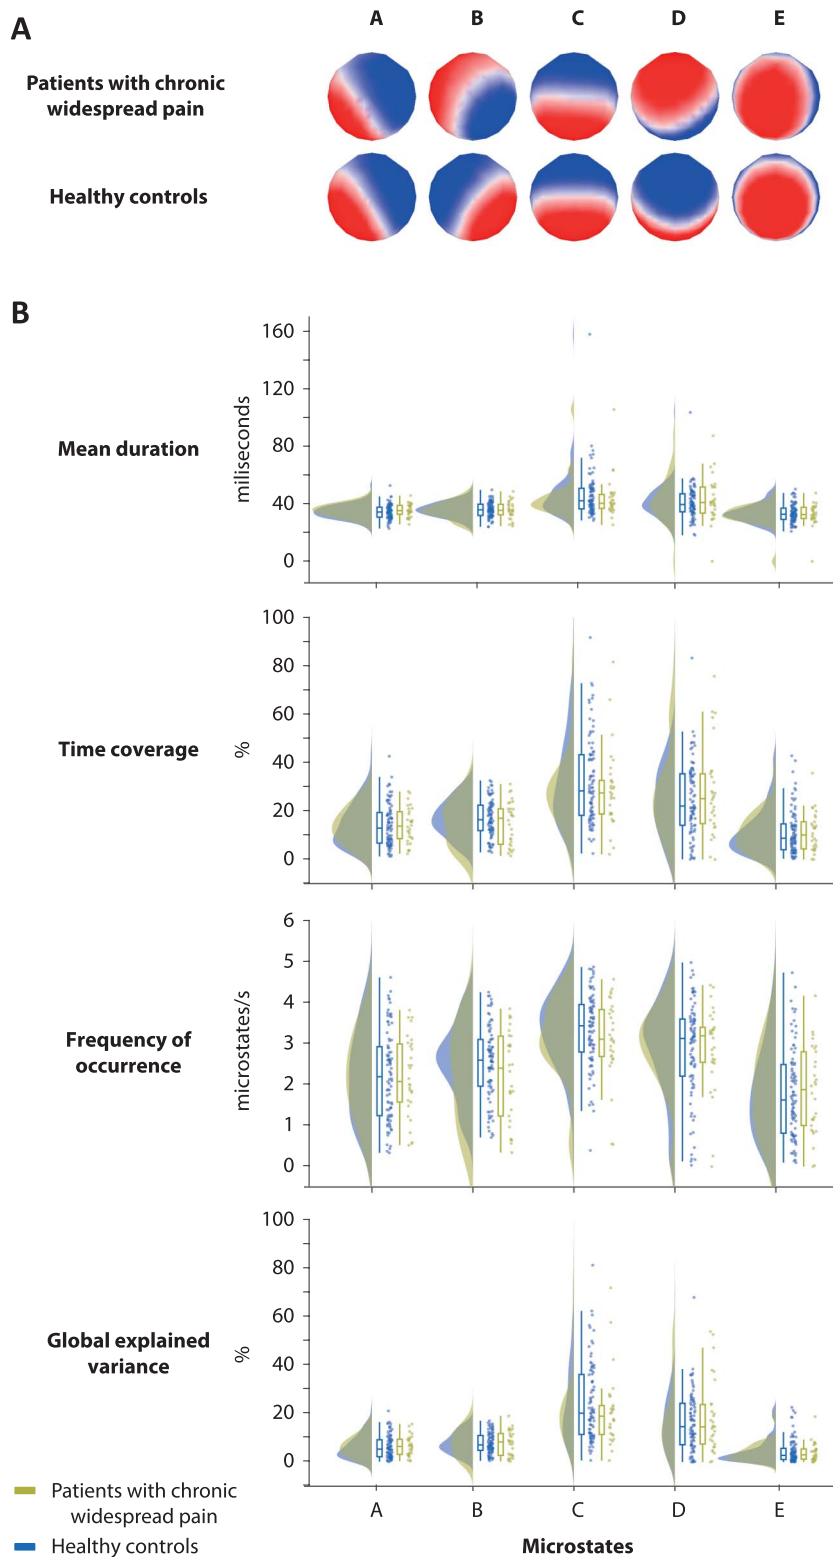 A
A B C D E
Patients with chronic
widespread pain
Healthy controls
B
Mean duration
miliseconds
160
120
80
40
0
Time coverage
%
100
80
60
40
20
0
Frequency of
occurrence
microstates/s
6
5
4
3
2
1
0
Global explained
variance
%
100
80
60
40
20
0
A B C D E
Microstates
Patients with chronic
widespread pain
Healthy controls